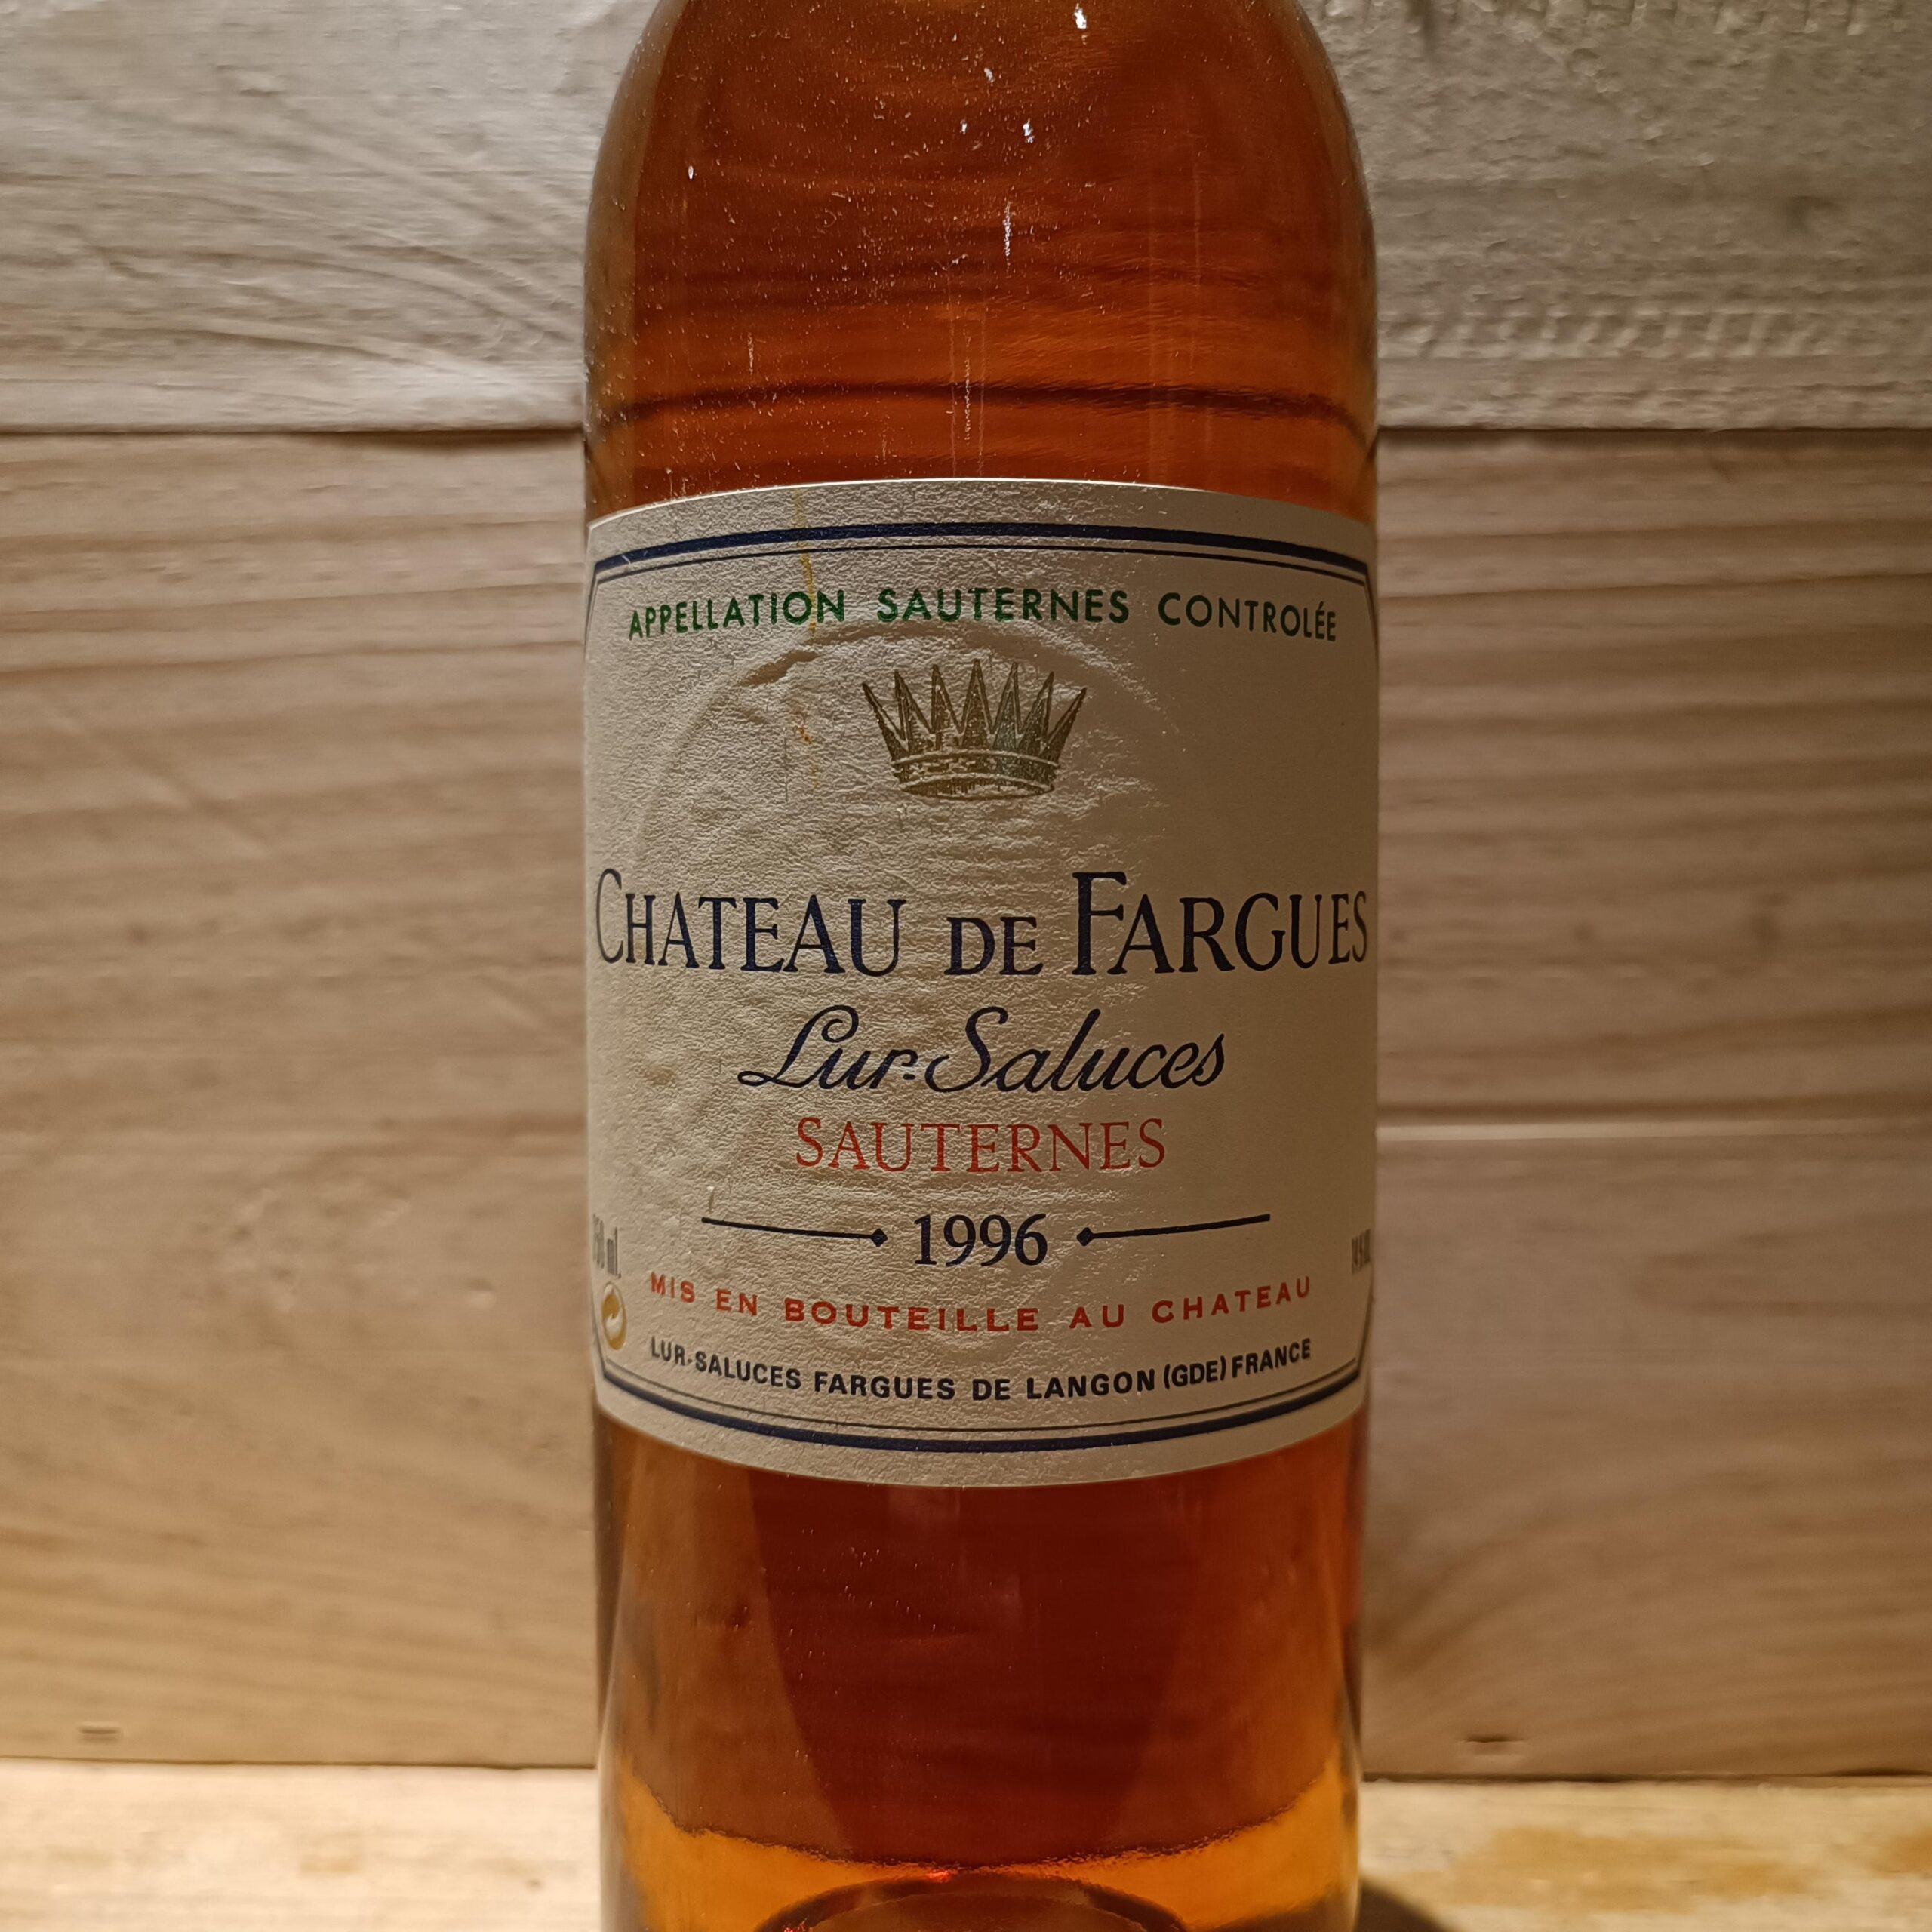 APPELLATION SAUTERNES CONTROLÉE
CHATEAU DE FARGUES
Lur-Saluces
SAUTERNES
1996
ml.
MIS EN BOUTEILLE AU CHATEAU
LUR-SALUCES FARGUES DE LANGON (GDE) FRANCE